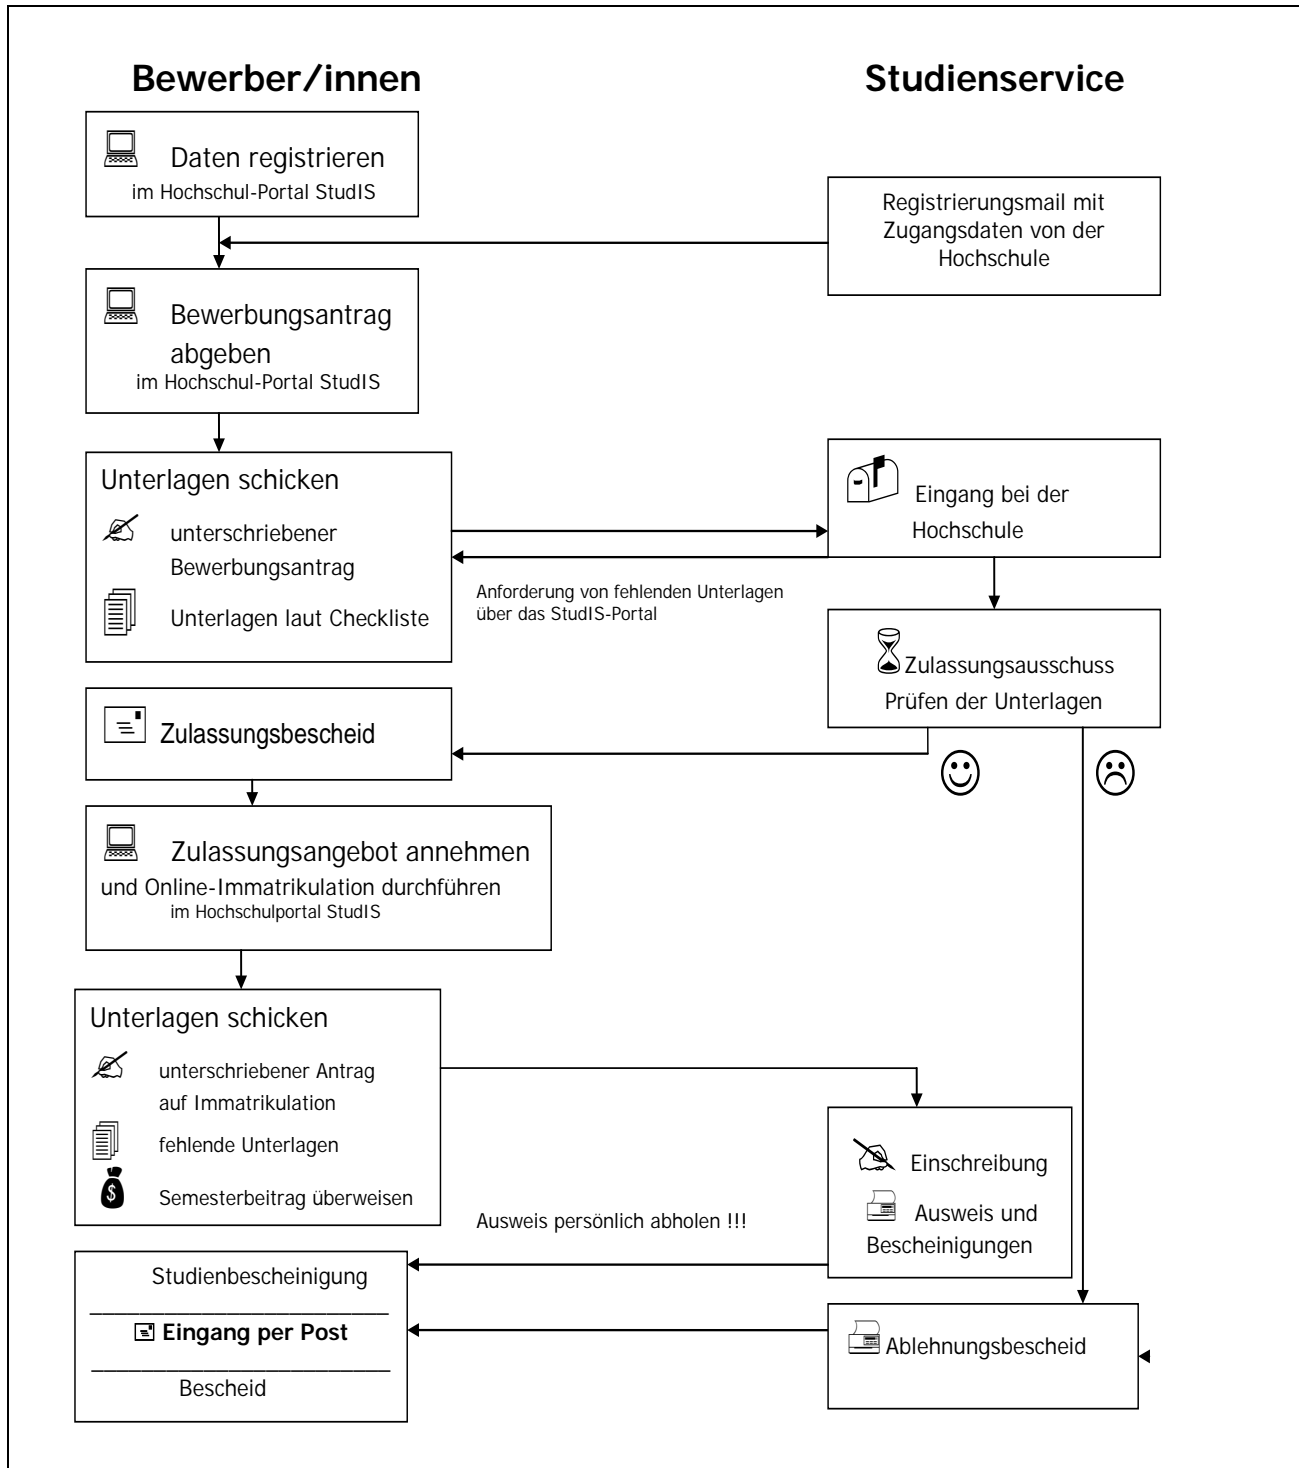 Bewerber/innen
Studienservice
Daten registrieren
im Hochschul-Portal StudIS
Registrierungsmail mit
Zugangsdaten von der
Hochschule
Bewerbungsantrag
abgeben
im Hochschul-Portal StudIS
Unterlagen schicken
unterschriebener
Bewerbungsantrag
Unterlagen laut Checkliste
Eingang bei der
Hochschule
Anforderung von fehlenden Unterlagen
über das StudIS-Portal
Zulassungsausschuss
Prüfen der Unterlagen
Zulassungsbescheid
Zulassungsangebot annehmen
und Online-Immatrikulation durchführen
im Hochschulportal StudIS
Unterlagen schicken
unterschriebener Antrag
auf Immatrikulation
fehlende Unterlagen
Semesterbeitrag überweisen
Einschreibung
Ausweis und
Bescheinigungen
Ausweis persönlich abholen !!!
Studienbescheinigung
Eingang per Post
Bescheid
Ablehnungsbescheid